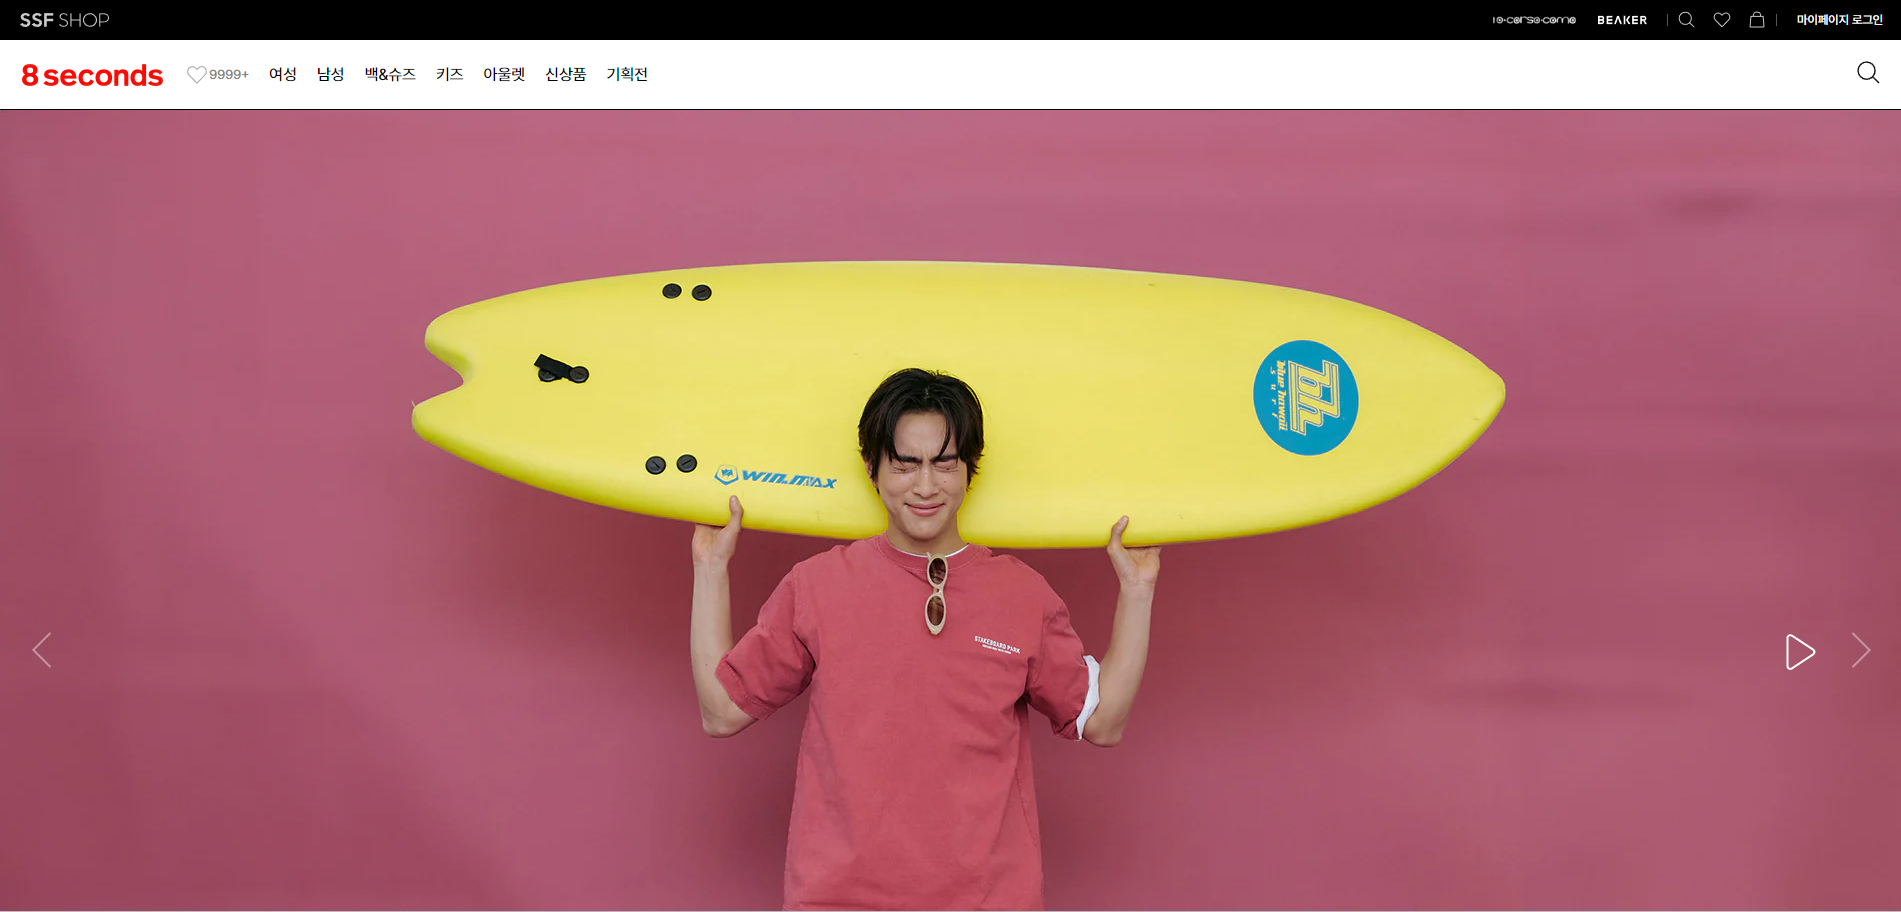 SSF SHOP
10·corso·como
BEAKER
마이페이지 로그인
8 seconds
9999+
여성 남성 백&슈즈 키즈 아울렛 신상품 기획전
bh
blue hawaii
surf
WINMAX
STAKEBOARD PARK